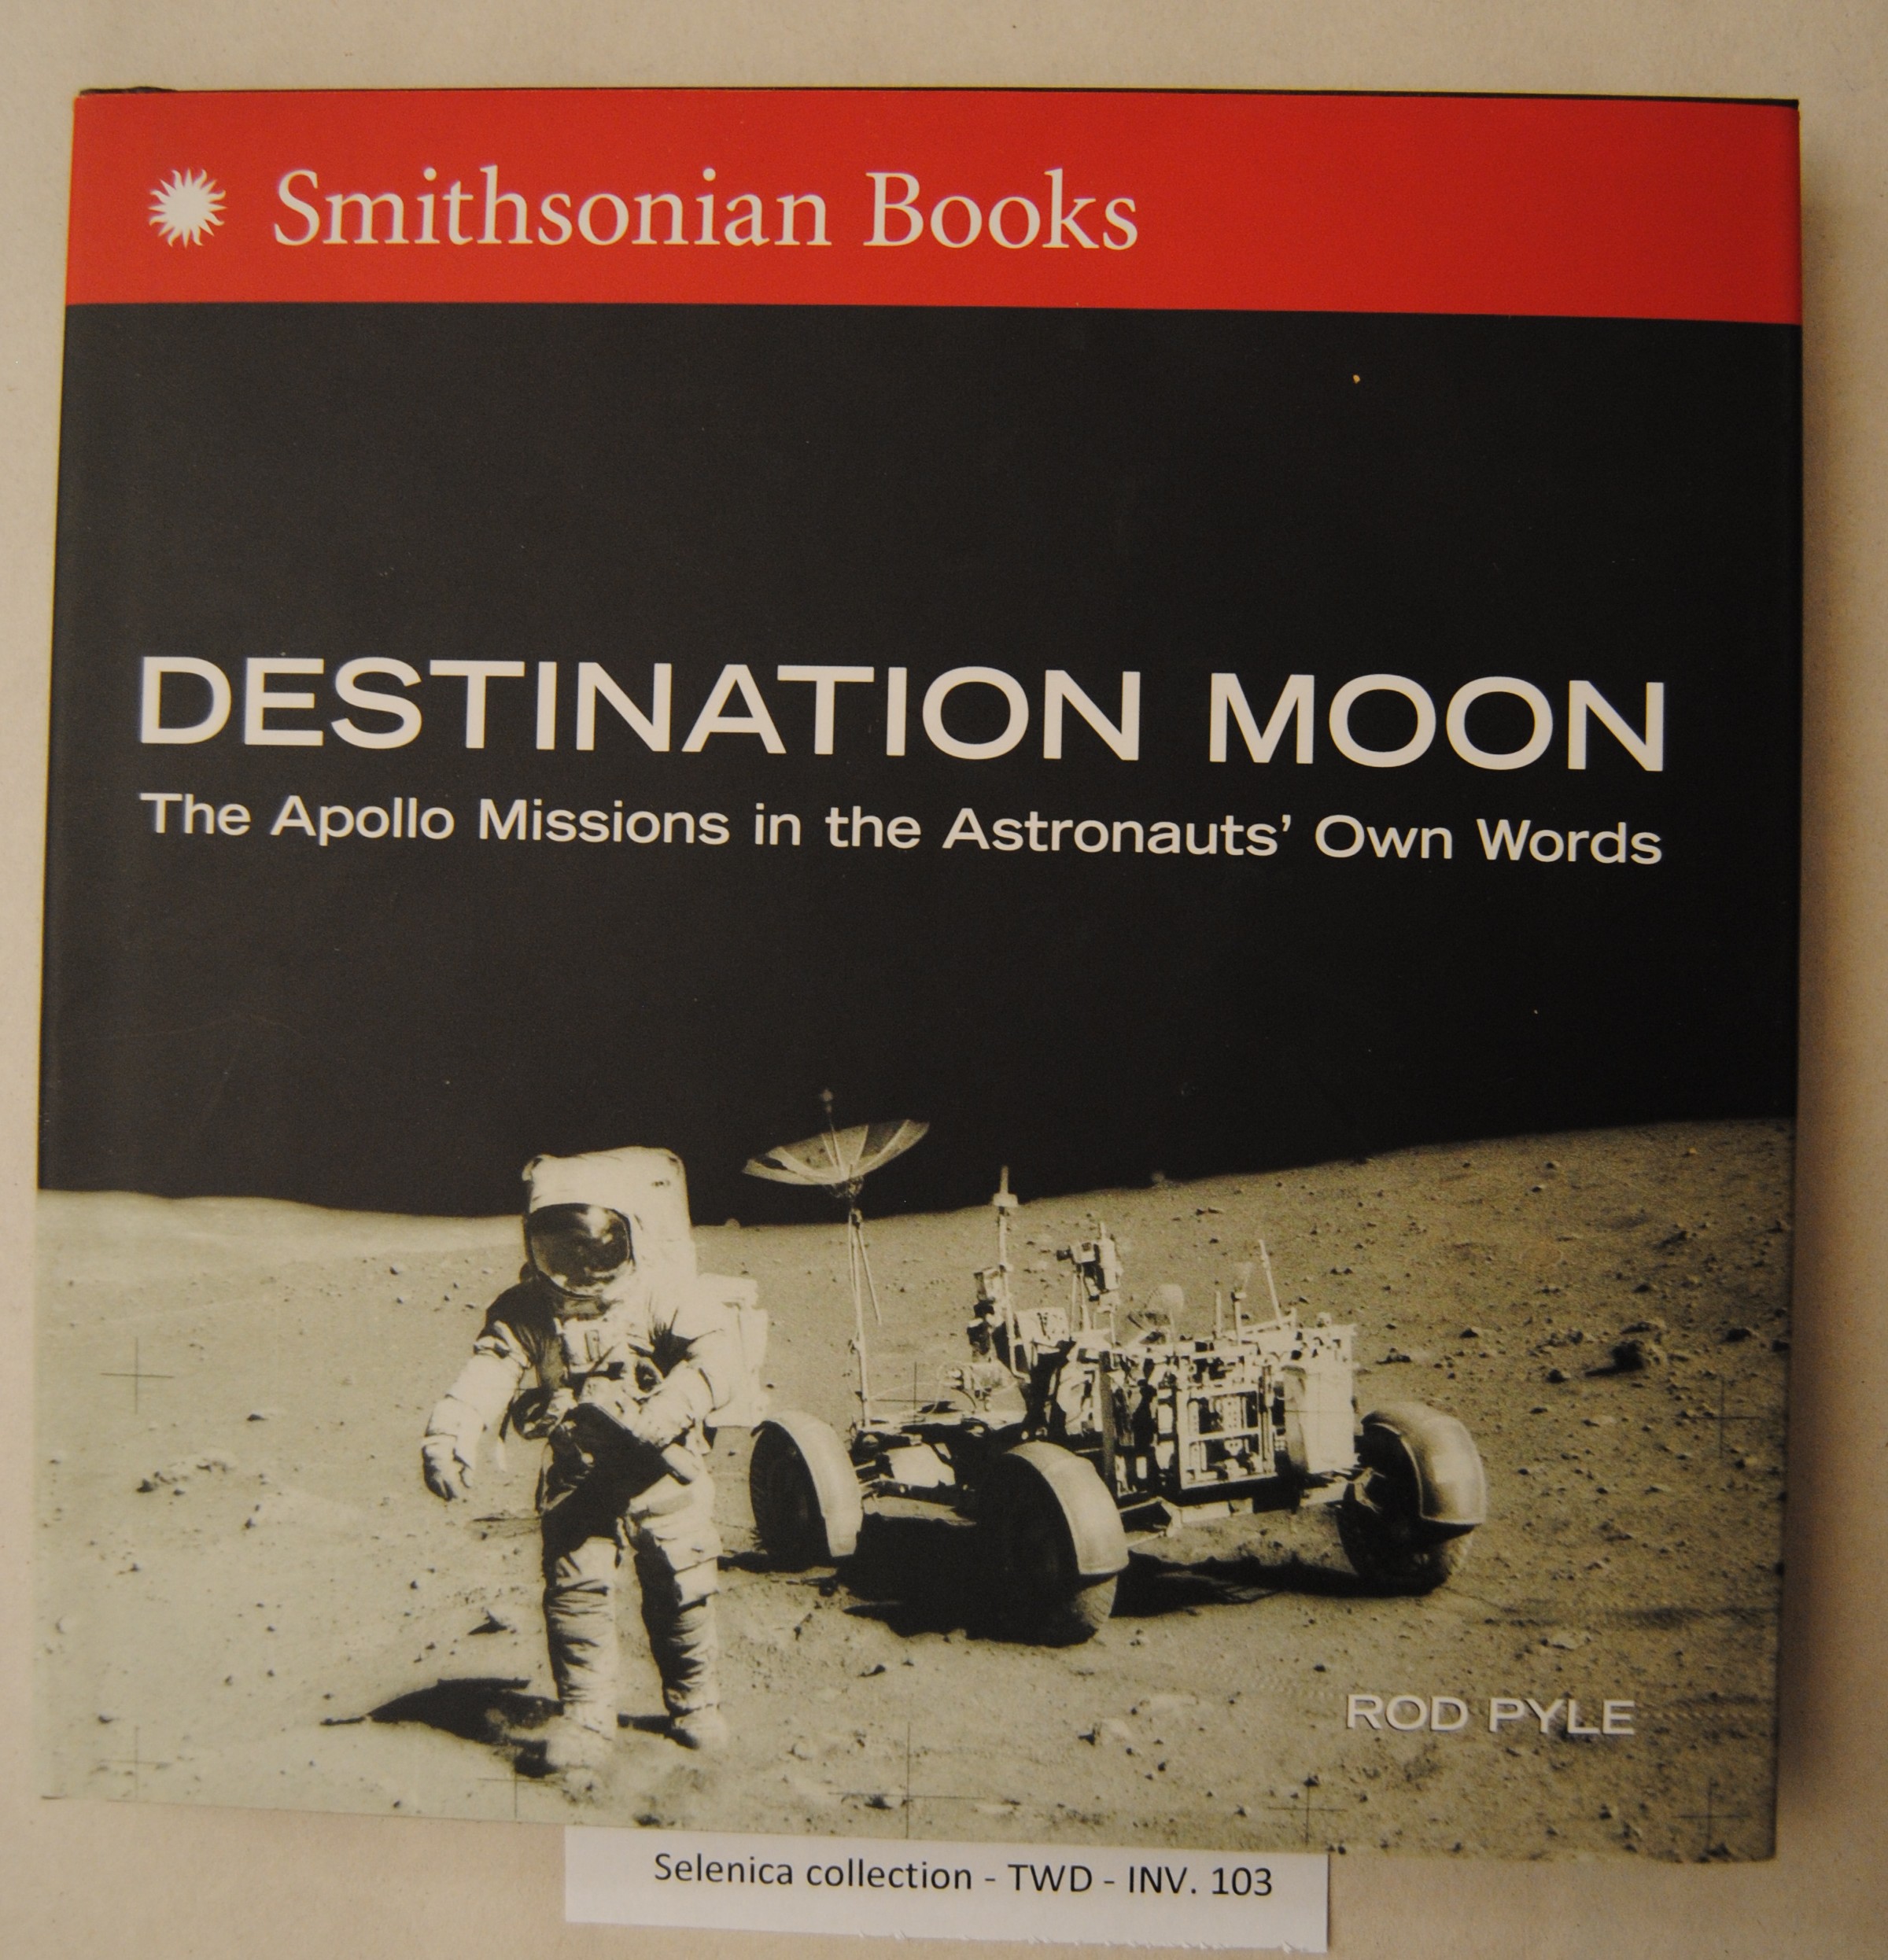 Smithsonian Books
DESTINATION MOON
The Apollo Missions in the Astronauts’ Own Words
ROD PYLE
Selenica collection - TWD - INV. 103